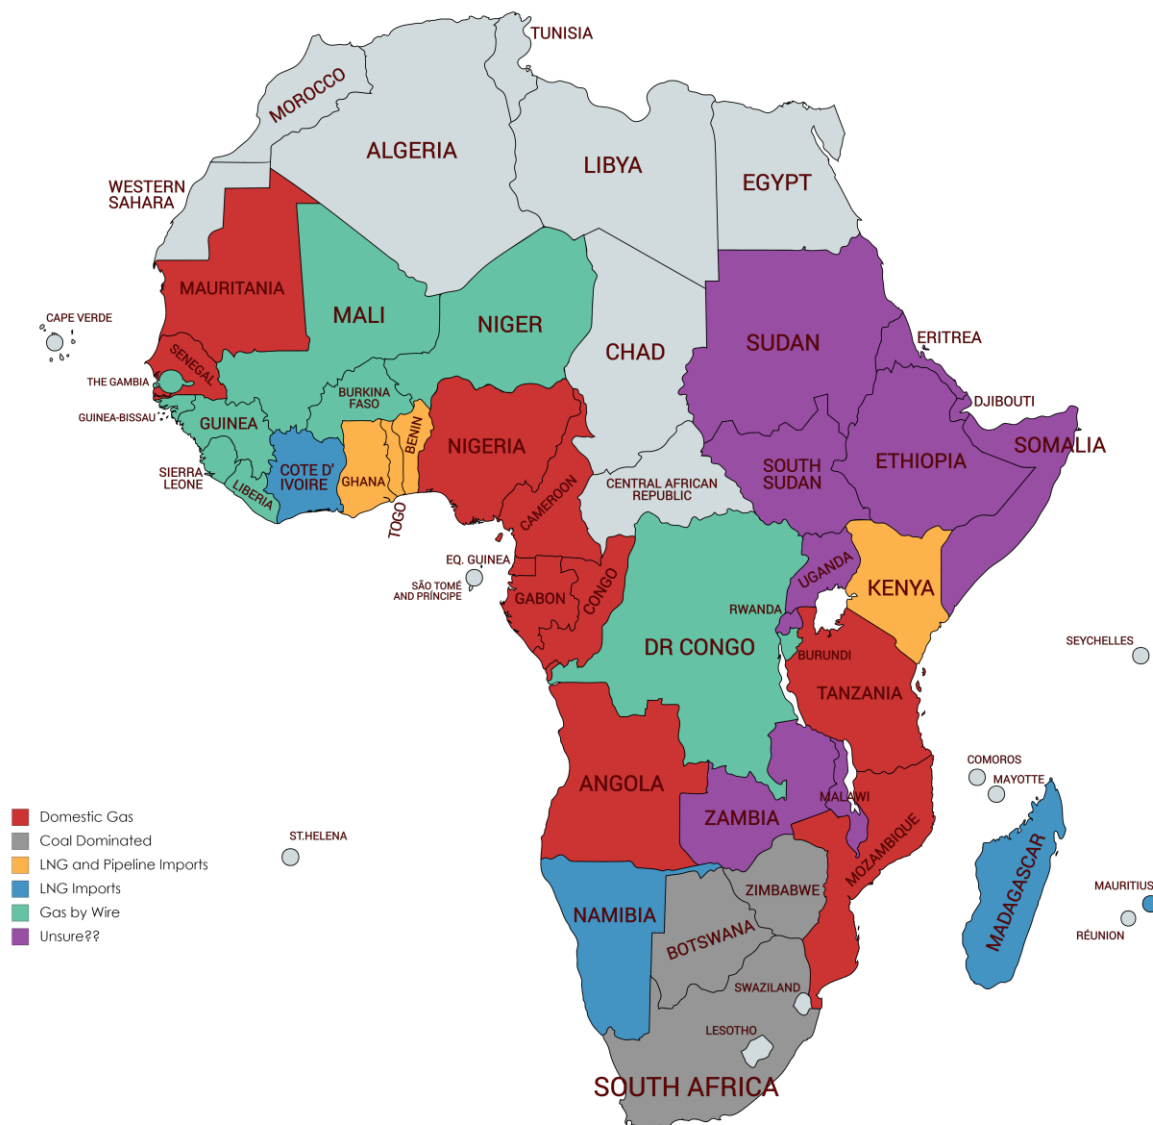 TUNISIA
MOROCCO
ALGERIA
LIBYA
EGYPT
WESTERN
SAHARA
MAURITANIA
MALI
NIGER
CHAD
SUDAN
ERITREA
CAPE VERDE
SENEGAL
THE GAMBIA
GUINEA-BISSAU
GUINEA
BURKINA
FASO
BENIN
NIGERIA
DJIBOUTI
SOMALIA
ETHIOPIA
SOUTH
SUDAN
CENTRAL AFRICAN
REPUBLIC
SIERRA
LEONE
LIBERIA
COTE D'
IVOIRE
GHANA
TOGO
CAMEROON
EQ. GUINEA
SÃO TOMÉ
AND PRÍNCIPE
GABON
CONGO
UGANDA
KENYA
RWANDA
DR CONGO
BURUNDI
TANZANIA
SEYCHELLES
COMOROS
MAYOTTE
ANGOLA
ZAMBIA
MALAWI
MOZAMBIQUE
ST.HELENA
ZIMBABWE
NAMIBIA
BOTSWANA
MADAGASCAR
MAURITIUS
RÉUNION
SWAZILAND
LESOTHO
SOUTH AFRICA
Domestic Gas
Coal Dominated
LNG and Pipeline Imports
LNG Imports
Gas by Wire
Unsure??